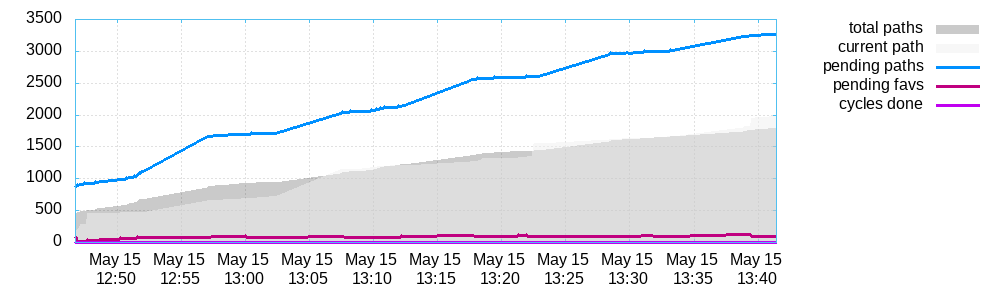 3500
3000
2500
2000
1500
1000
500
0
May 15 May 15 May 15 May 15 May 15 May 15 May 15 May 15 May 15 May 15 May 15
12:50 12:55 13:00 13:05 13:10 13:15 13:20 13:25 13:30 13:35 13:40
total paths
current path
pending paths
pending favs
cycles done